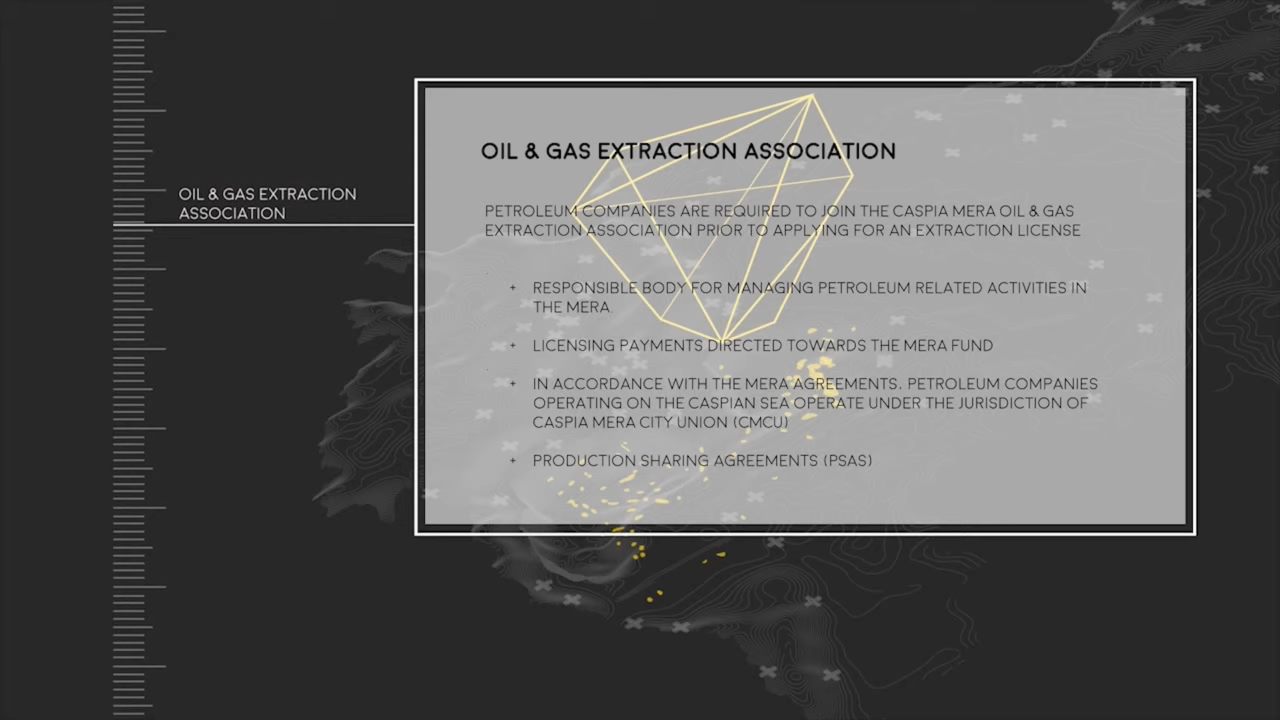 OIL & GAS EXTRACTION
ASSOCIATION
OIL & GAS EXTRACTION ASSOCIATION
PETROLEUM COMPANIES ARE REQUIRED TO JOIN THE CASPIA MERA OIL & GAS
EXTRACTION ASSOCIATION PRIOR TO APPLYING FOR AN EXTRACTION LICENSE
+ RESPONSIBLE BODY FOR MANAGING PETROLEUM RELATED ACTIVITIES IN
THE MERA.
+ LICENSING PAYMENTS DIRECTED TOWARDS THE MERA FUND
+ IN ACCORDANCE WITH THE MERA AGREEMENTS, PETROLEUM COMPANIES
OPERATING ON THE CASPIAN SEA OPERATE UNDER THE JURISDICTION OF
CASPIA MERA CITY UNION (CMCU)
+ PRODUCTION SHARING AGREEMENTS (PSAS)